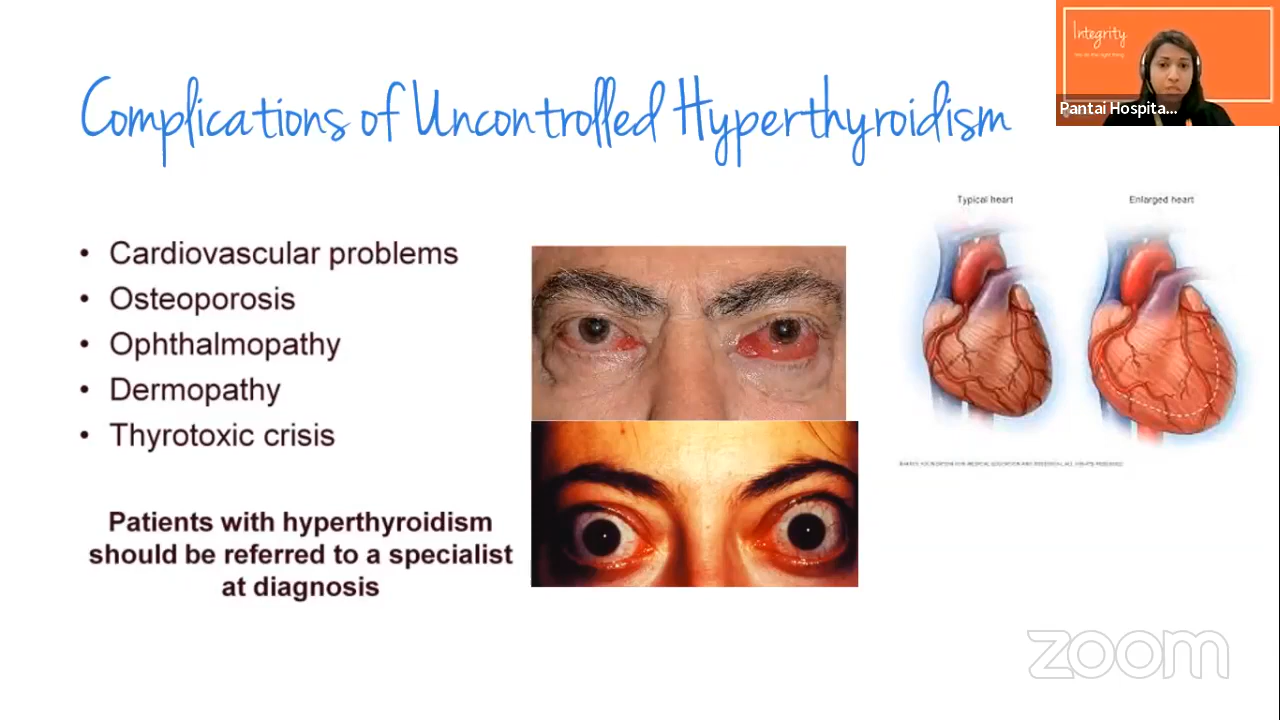 Integrity
Pantai Hospita...
Complications of Uncontrolled Hyperthyroidism
Typical heart
Enlarged heart
• Cardiovascular problems
• Osteoporosis
• Ophthalmopathy
• Dermopathy
• Thyrotoxic crisis
Patients with hyperthyroidism
should be referred to a specialist
at diagnosis
zoom